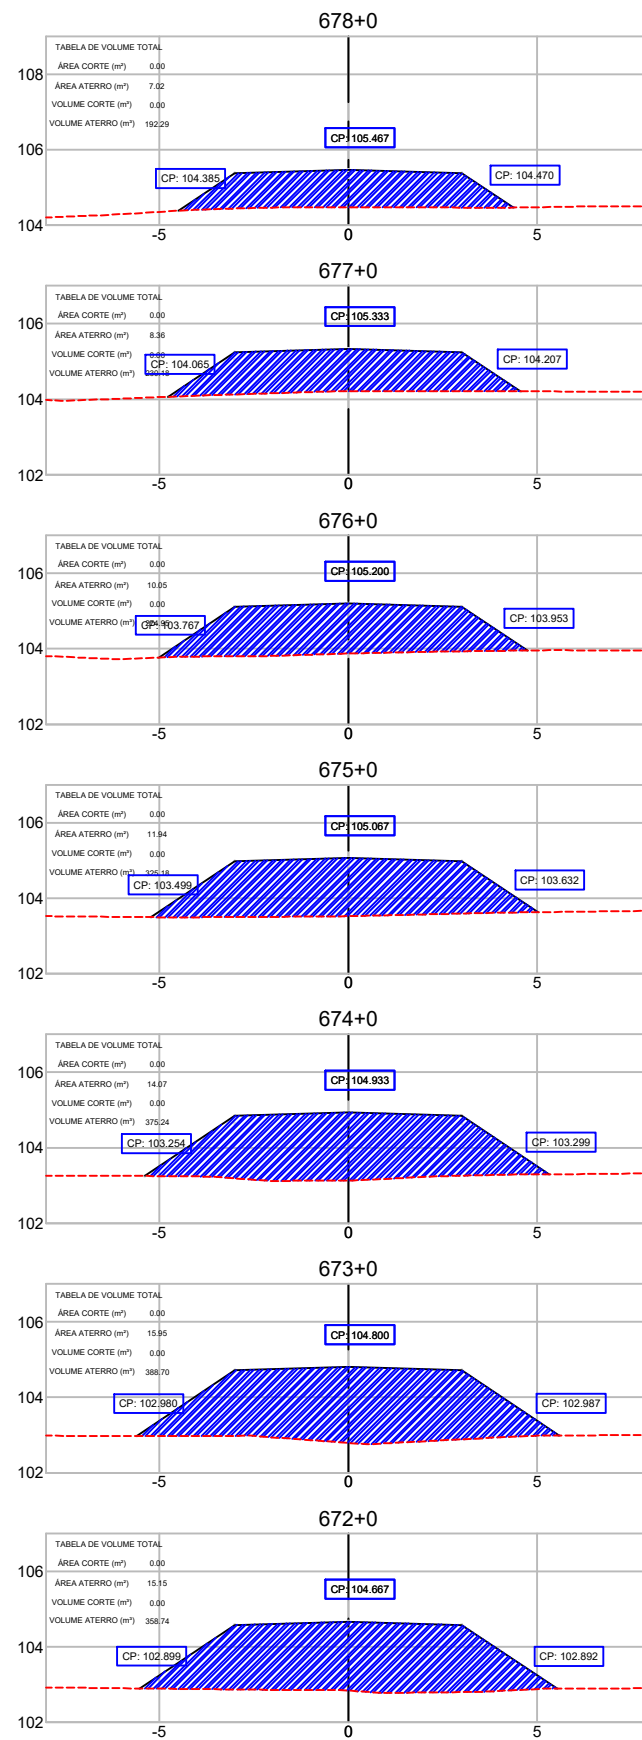 678+0
TABELA DE VOLUME TOTAL
ÁREA CORTE (m²) 0.00
ÁREA ATERRO (m²) 7.02
VOLUME CORTE (m³) 0.00
VOLUME ATERRO (m³) 192.29
108
106
104
CP: 105.467
CP: 104.385
CP: 104.470
-5 0 5
677+0
TABELA DE VOLUME TOTAL
ÁREA CORTE (m²) 0.00
ÁREA ATERRO (m²) 8.36
VOLUME CORTE (m³)
VOLUME ATERRO (m³)
106
104
102
CP: 105.333
CP: 104.065
CP: 104.207
-5 0 5
676+0
TABELA DE VOLUME TOTAL
ÁREA CORTE (m²) 0.00
ÁREA ATERRO (m²) 10.05
VOLUME CORTE (m³) 0.00
VOLUME ATERRO (m³)
106
104
102
CP: 105.200
CP: 103.767
CP: 103.953
-5 0 5
675+0
TABELA DE VOLUME TOTAL
ÁREA CORTE (m²) 0.00
ÁREA ATERRO (m²) 11.94
VOLUME CORTE (m³) 0.00
VOLUME ATERRO (m³) 325.18
106
104
102
CP: 105.067
CP: 103.499
CP: 103.632
-5 0 5
674+0
TABELA DE VOLUME TOTAL
ÁREA CORTE (m²) 0.00
ÁREA ATERRO (m²) 14.07
VOLUME CORTE (m³) 0.00
VOLUME ATERRO (m³) 375.24
106
104
102
CP: 104.933
CP: 103.254
CP: 103.299
-5 0 5
673+0
TABELA DE VOLUME TOTAL
ÁREA CORTE (m²) 0.00
ÁREA ATERRO (m²) 15.95
VOLUME CORTE (m³) 0.00
VOLUME ATERRO (m³) 388.70
106
104
102
CP: 104.800
CP: 102.980
CP: 102.987
-5 0 5
672+0
TABELA DE VOLUME TOTAL
ÁREA CORTE (m²) 0.00
ÁREA ATERRO (m²) 15.15
VOLUME CORTE (m³) 0.00
VOLUME ATERRO (m³) 358.74
106
104
102
CP: 104.667
CP: 102.899
CP: 102.892
-5 0 5